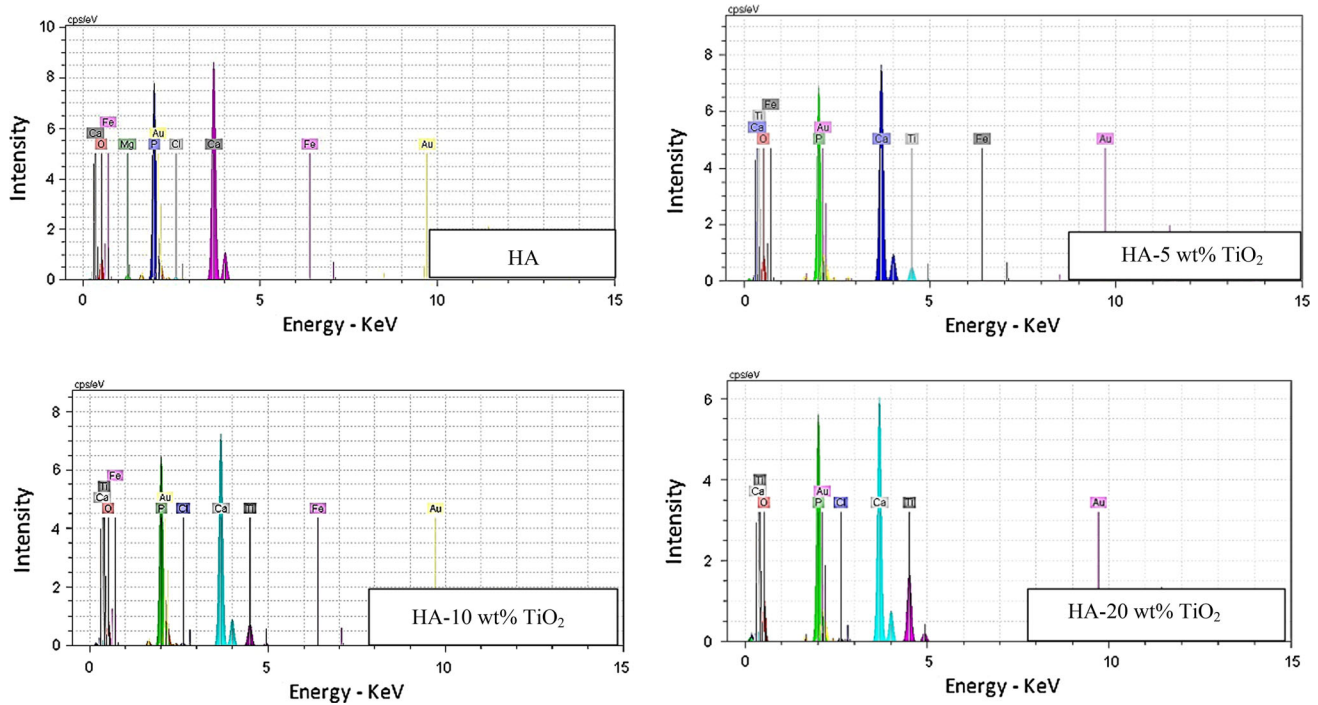 cps/eV
10
8
6
4
2
0
Fe
Au
Ca
O
Mg
P
Cl
Ca
Fe
Au
HA
0 5 10 15
Intensity
Energy - KeV
cps/eV
8
6
4
2
0
Fe
Ti
Ca
Au
O
P
Ca
Ti
Fe
Au
HA-5 wt% TiO₂
0 5 10 15
Intensity
Energy - KeV
cps/eV
8
6
4
2
0
Fe
Ti
Ca
Au
O
P
Cl
Ca
Ti
Fe
Au
HA-10 wt% TiO₂
0 5 10 15
Intensity
Energy - KeV
cps/eV
6
4
2
0
Ti
Ca
Au
O
P
Cl
Ca
Ti
Au
HA-20 wt% TiO₂
0 5 10 15
Intensity
Energy - KeV